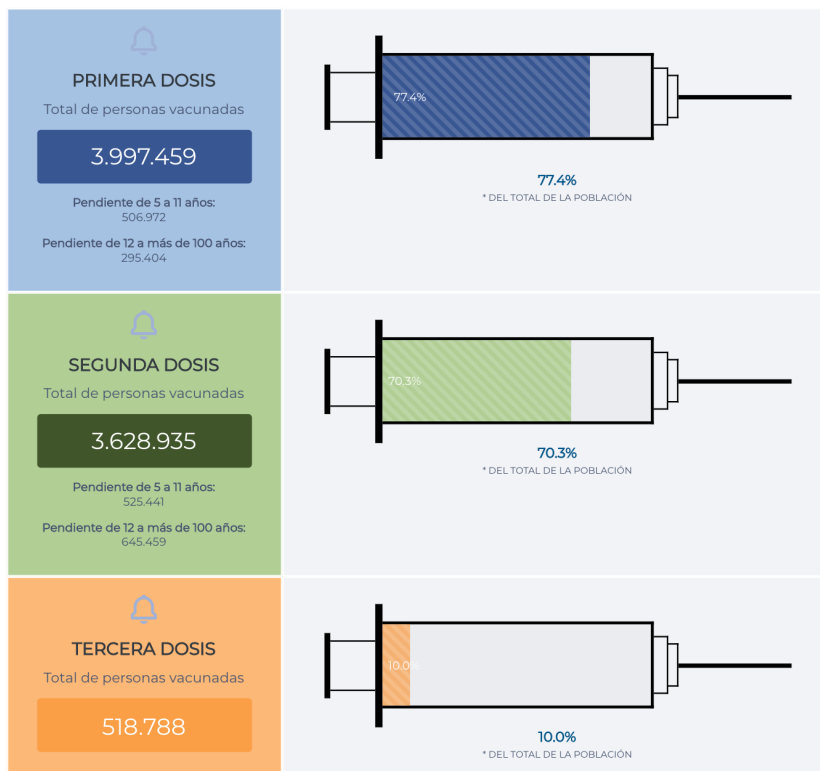 PRIMERA DOSIS
Total de personas vacunadas
3.997.459
Pendiente de 5 a 11 años:
506.972
Pendiente de 12 a más de 100 años:
295.404
77.4%
77.4%
* DEL TOTAL DE LA POBLACIÓN
SEGUNDA DOSIS
Total de personas vacunadas
3.628.935
Pendiente de 5 a 11 años:
525.441
Pendiente de 12 a más de 100 años:
645.459
70.3%
70.3%
* DEL TOTAL DE LA POBLACIÓN
TERCERA DOSIS
Total de personas vacunadas
518.788
10.0%
10.0%
* DEL TOTAL DE LA POBLACIÓN